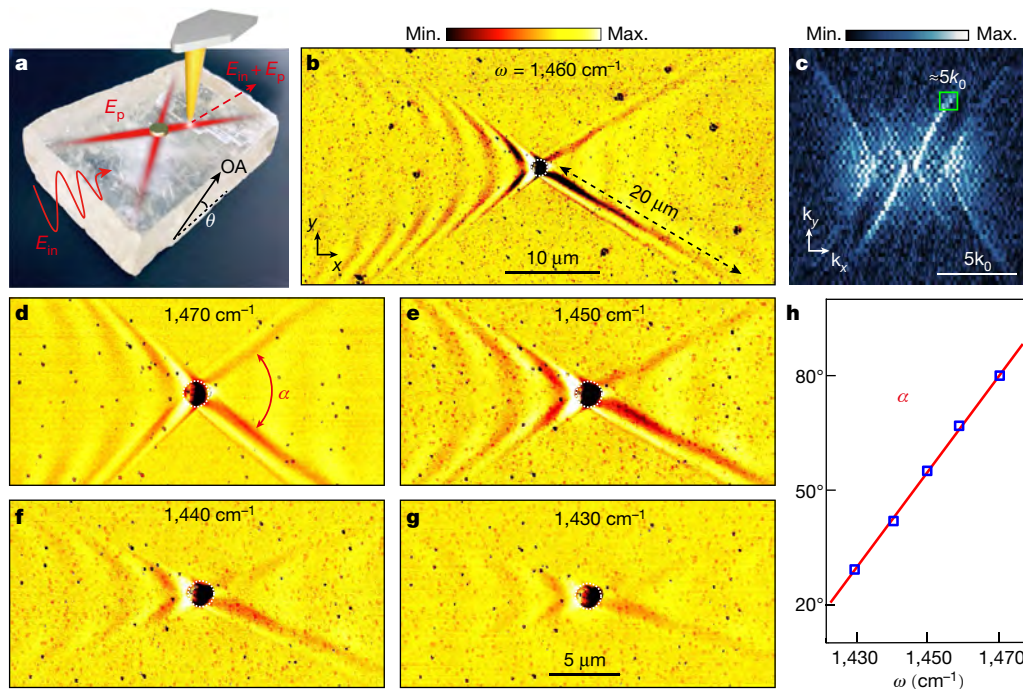 Min. Max.
Min. Max.
a
E_in + E_p
E_p
OA
θ
E_in
b
ω = 1,460 cm⁻¹
20 μm
y
x
10 μm
c
≈5k₀
k_y
k_x
5k₀
d
1,470 cm⁻¹
α
e
1,450 cm⁻¹
f
1,440 cm⁻¹
g
1,430 cm⁻¹
5 μm
h
α
80°
50°
20°
1,430 1,450 1,470
ω (cm⁻¹)